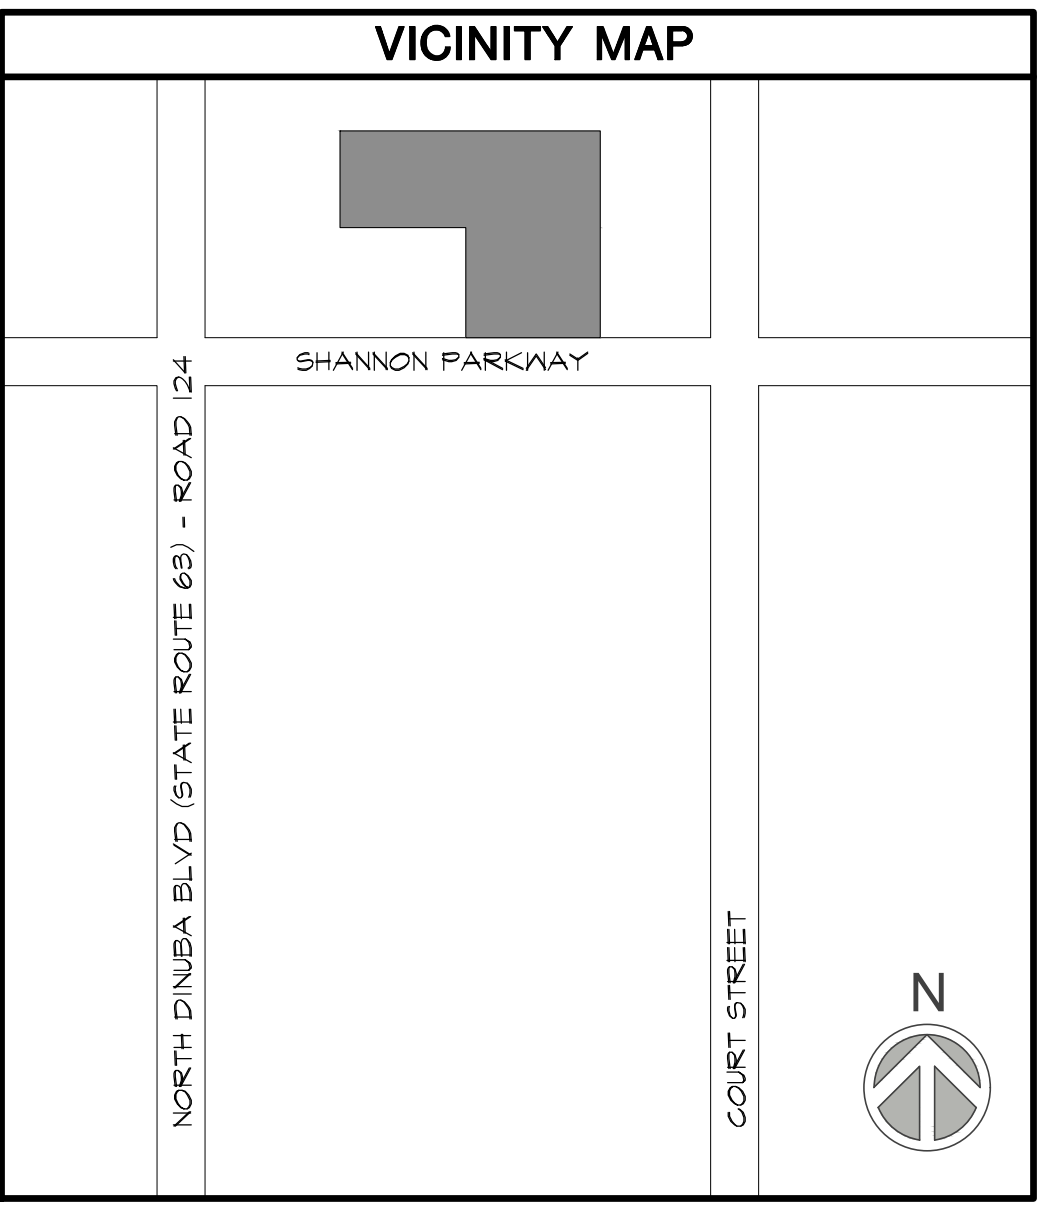 VICINITY MAP
SHANNON PARKWAY
NORTH DINUBA BLVD (STATE ROUTE 63) - ROAD 124
COURT STREET
N